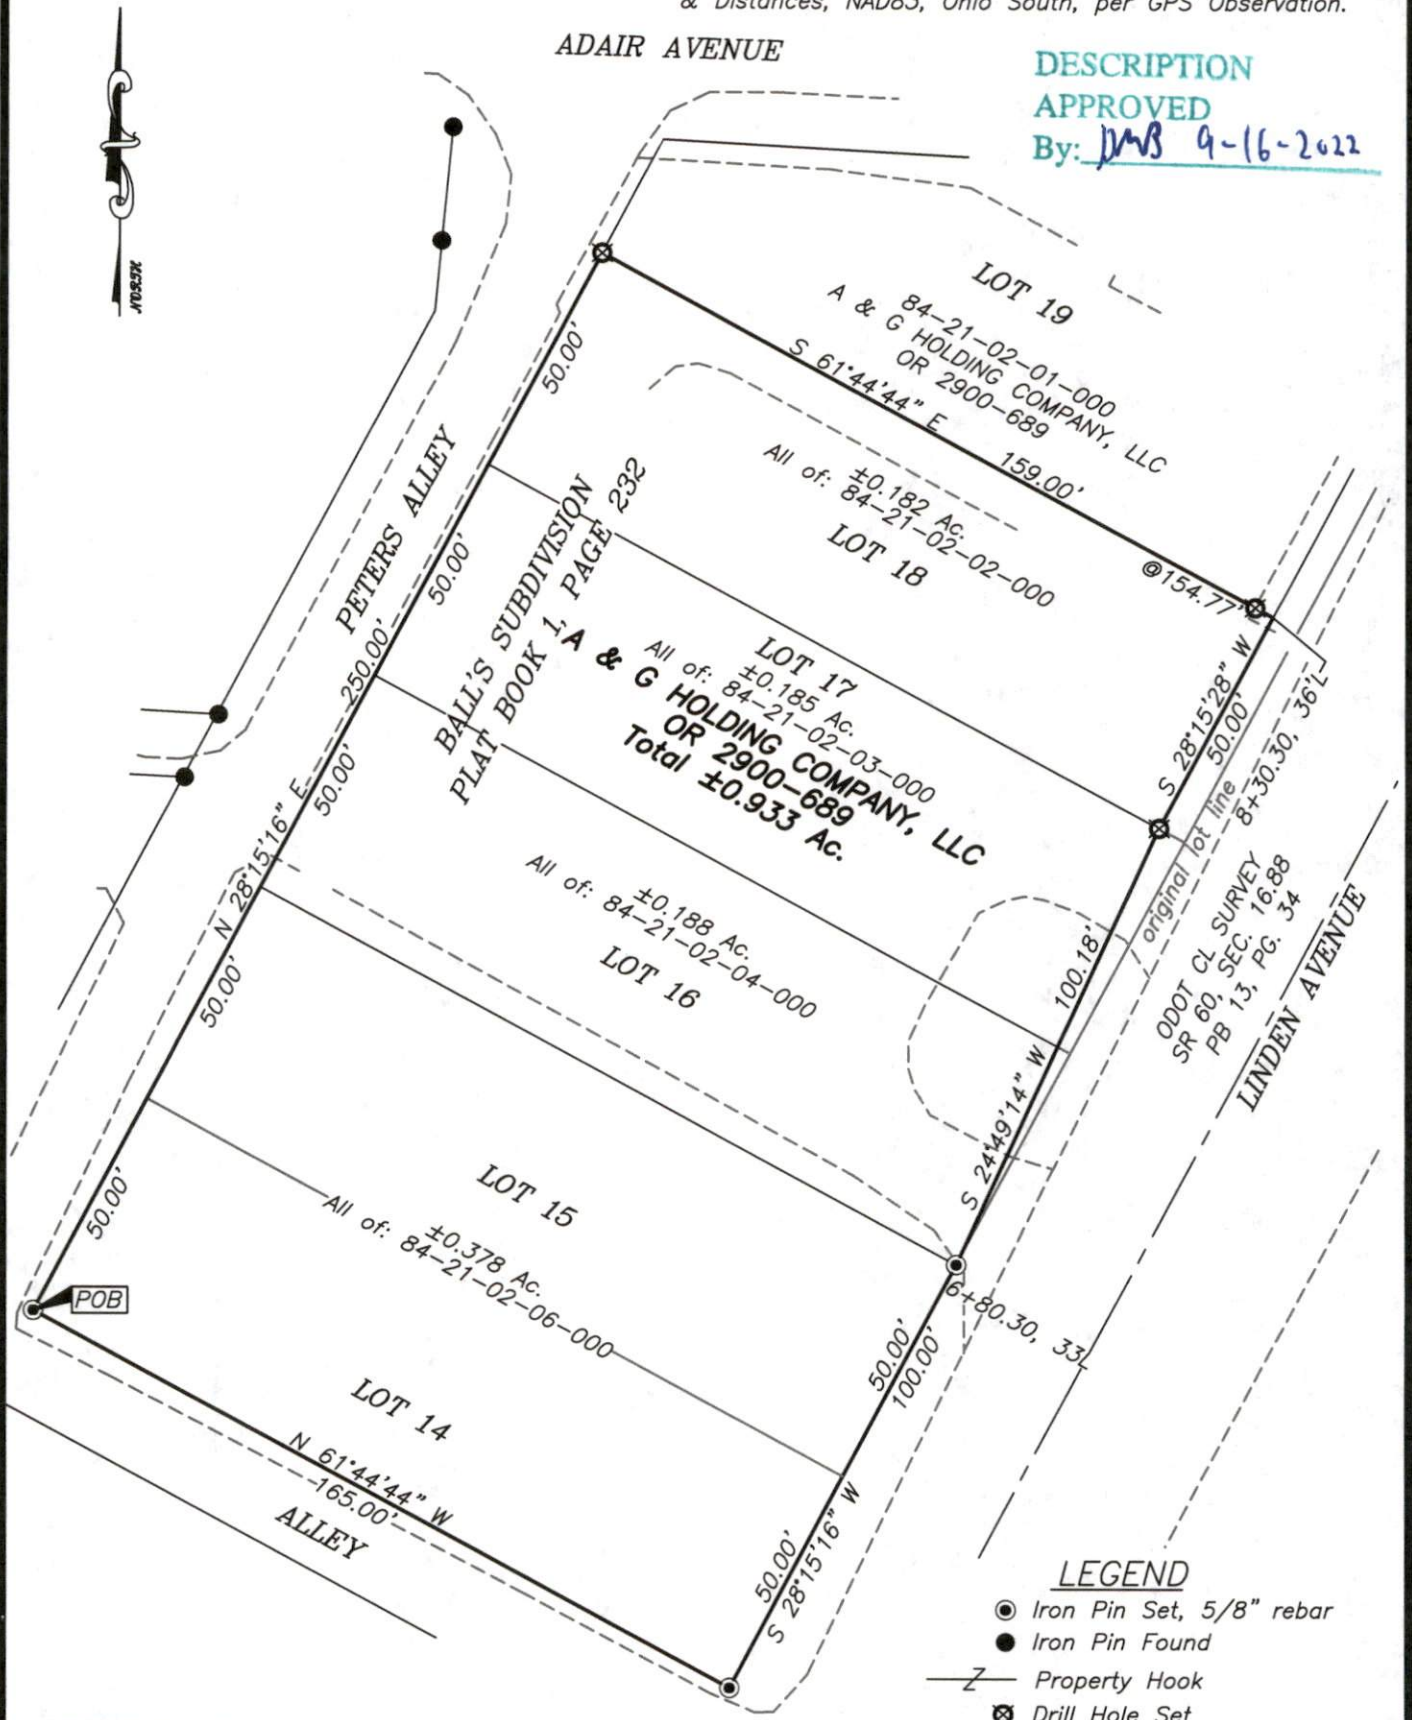 & Distances, NAD83, Ohio South, per GPS Observation.
ADAIR AVENUE
DESCRIPTION
APPROVED
By: DMB 9-16-2022
LOT 19
84-21-02-01-000
A & G HOLDING COMPANY, LLC
OR 2900-689
S 61°44'44" E
159.00'
@154.77'
50.00'
±0.182 Ac.
All of: 84-21-02-02-000
LOT 18
PETERS ALLEY
BALL'S SUBDIVISION
PLAT BOOK 1, PAGE 232
50.00'
LOT 17
±0.185 Ac.
All of: 84-21-02-03-000
A & G HOLDING COMPANY, LLC
OR 2900-689
Total ±0.933 Ac.
S 28°15'28" W
50.00'
original lot line
8+30.30, 36'L
250.00'
50.00'
N 28°15'16" E
±0.188 Ac.
All of: 84-21-02-04-000
LOT 16
100.18'
S 24°49'14" W
ODOT CL SURVEY
SR 60, SEC. 16.88
PB 13, PG. 34
LINDEN AVENUE
50.00'
LOT 15
±0.378 Ac.
All of: 84-21-02-06-000
50.00'
POB
6+80.30, 33L
50.00'
100.00'
LOT 14
N 61°44'44" W
165.00'
ALLEY
50.00'
S 28°15'16" W
LEGEND
Iron Pin Set, 5/8" rebar
Iron Pin Found
Z Property Hook
Drill Hole Set